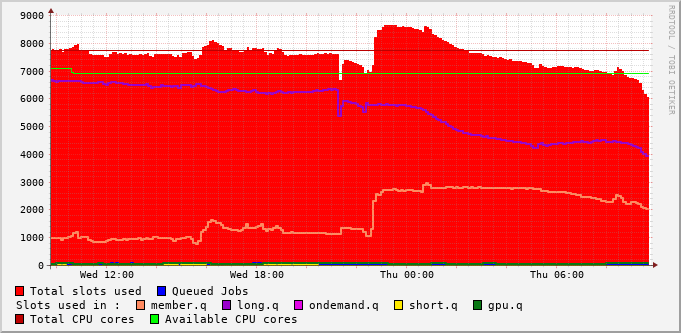 9000
8000
7000
6000
5000
4000
3000
2000
1000
0
Wed 12:00 Wed 18:00 Thu 00:00 Thu 06:00
Total slots used Queued Jobs
Slots used in : member.q long.q ondemand.q short.q gpu.q
Total CPU cores Available CPU cores
RRDTOOL / TOBI OETIKER